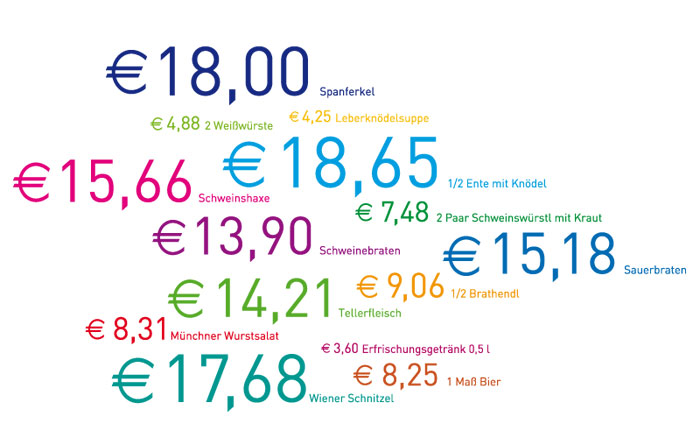 € 18,00 Spanferkel
€ 4,88 2 Weißwürste
€ 4,25 Leberknödelsuppe
€ 18,65 1/2 Ente mit Knödel
€ 15,66 Schweinshaxe
€ 7,48 2 Paar Schweinswürstl mit Kraut
€ 13,90 Schweinebraten
€ 15,18 Sauerbraten
€ 14,21 Tellerfleisch
€ 9,06 1/2 Brathendl
€ 8,31 Münchner Wurstsalat
€ 3,60 Erfrischungsgetränk 0,5 l
€ 17,68 Wiener Schnitzel
€ 8,25 1 Maß Bier